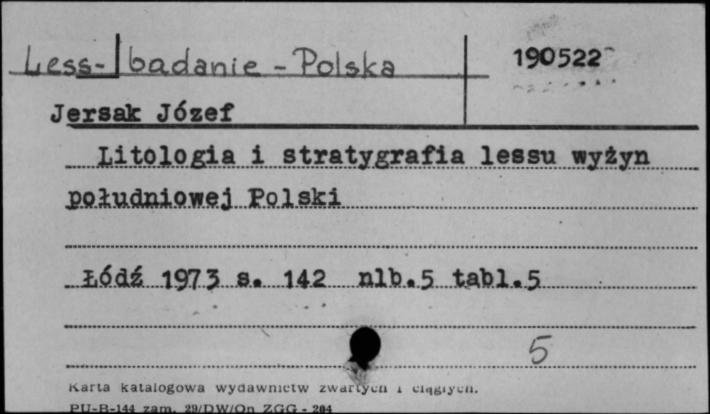 Less- badanie - Polska
190522
Jersak Józef
Litologia i stratygrafia lessu wyżyn
południowej Polski
Łódź 1973 s. 142 nlb.5 tabl.5
5
Karta katalogowa wydawnictw zwartych i ciągłych.
PU-B-144 zam. 29/DW/On ZGG - 204